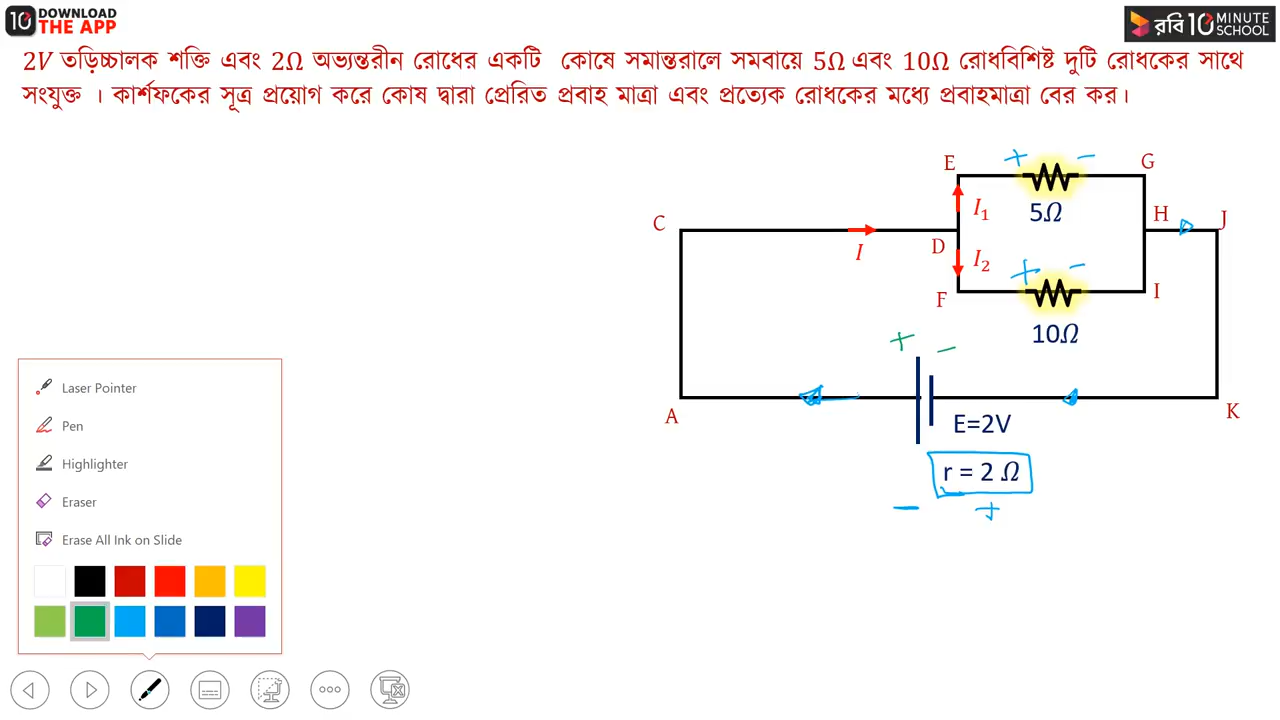 10 DOWNLOAD
THE APP
রবি 10 MINUTE
SCHOOL
2V তড়িচ্চালক শক্তি এবং 2Ω অভ্যন্তরীন রোধের একটি কোষে সমান্তরালে সমবায়ে 5Ω এবং 10Ω রোধবিশিষ্ট দুটি রোধকের সাথে
সংযুক্ত । কার্শফকের সূত্র প্রয়োগ করে কোষ দ্বারা প্রেরিত প্রবাহ মাত্রা এবং প্রত্যেক রোধকের মধ্যে প্রবাহমাত্রা বের কর।
E + - G
I₁ 5Ω
C H J
I D
I₂ + -
F I
10Ω
+ -
A K
E=2V
r = 2 Ω
- +
Laser Pointer
Pen
Highlighter
Eraser
Erase All Ink on Slide